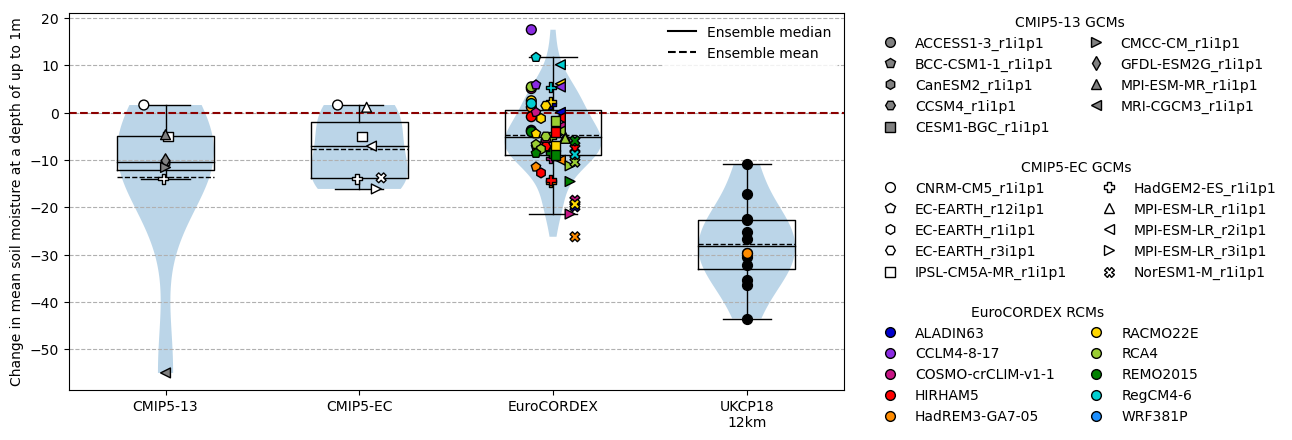 Change in mean soil moisture at a depth of up to 1m
20
10
0
−10
−20
−30
−40
−50
Ensemble median
Ensemble mean
CMIP5-13
CMIP5-EC
EuroCORDEX
UKCP18
12km
CMIP5-13 GCMs
ACCESS1-3_r1i1p1
BCC-CSM1-1_r1i1p1
CanESM2_r1i1p1
CCSM4_r1i1p1
CESM1-BGC_r1i1p1
CMCC-CM_r1i1p1
GFDL-ESM2G_r1i1p1
MPI-ESM-MR_r1i1p1
MRI-CGCM3_r1i1p1
CMIP5-EC GCMs
CNRM-CM5_r1i1p1
EC-EARTH_r12i1p1
EC-EARTH_r1i1p1
EC-EARTH_r3i1p1
IPSL-CM5A-MR_r1i1p1
HadGEM2-ES_r1i1p1
MPI-ESM-LR_r1i1p1
MPI-ESM-LR_r2i1p1
MPI-ESM-LR_r3i1p1
NorESM1-M_r1i1p1
EuroCORDEX RCMs
ALADIN63
CCLM4-8-17
COSMO-crCLIM-v1-1
HIRHAM5
HadREM3-GA7-05
RACMO22E
RCA4
REMO2015
RegCM4-6
WRF381P